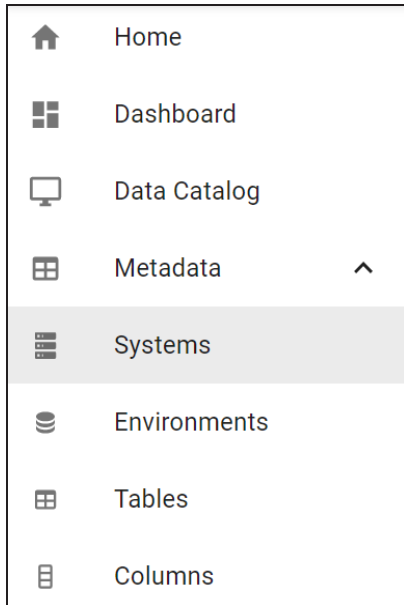 Home
Dashboard
Data Catalog
Metadata
Systems
Environments
Tables
Columns